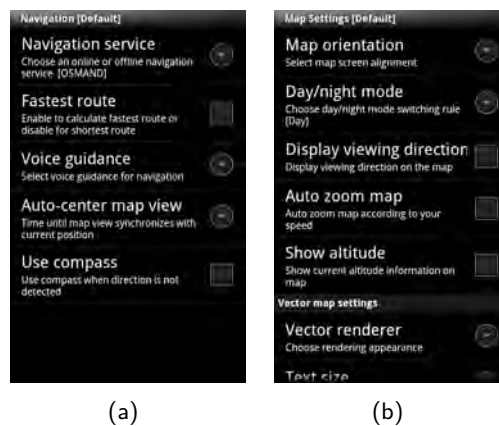 Navigation [Default]
Navigation service
Choose an online or offline navigation
service [OSMAND]
Fastest route
Enable to calculate fastest route or
disable for shortest route
Voice guidance
Select voice guidance for navigation
Auto-center map view
Time until map view synchronizes with
current position
Use compass
Use compass when direction is not
detected
(a)
Map Settings [Default]
Map orientation
Select map screen alignment
Day/night mode
Choose day/night mode switching rule
[Day]
Display viewing direction
Display viewing direction on the map
Auto zoom map
Auto zoom map according to your
speed
Show altitude
Show current altitude information on
map
Vector map settings
Vector renderer
Choose rendering appearance
Text size
(b)